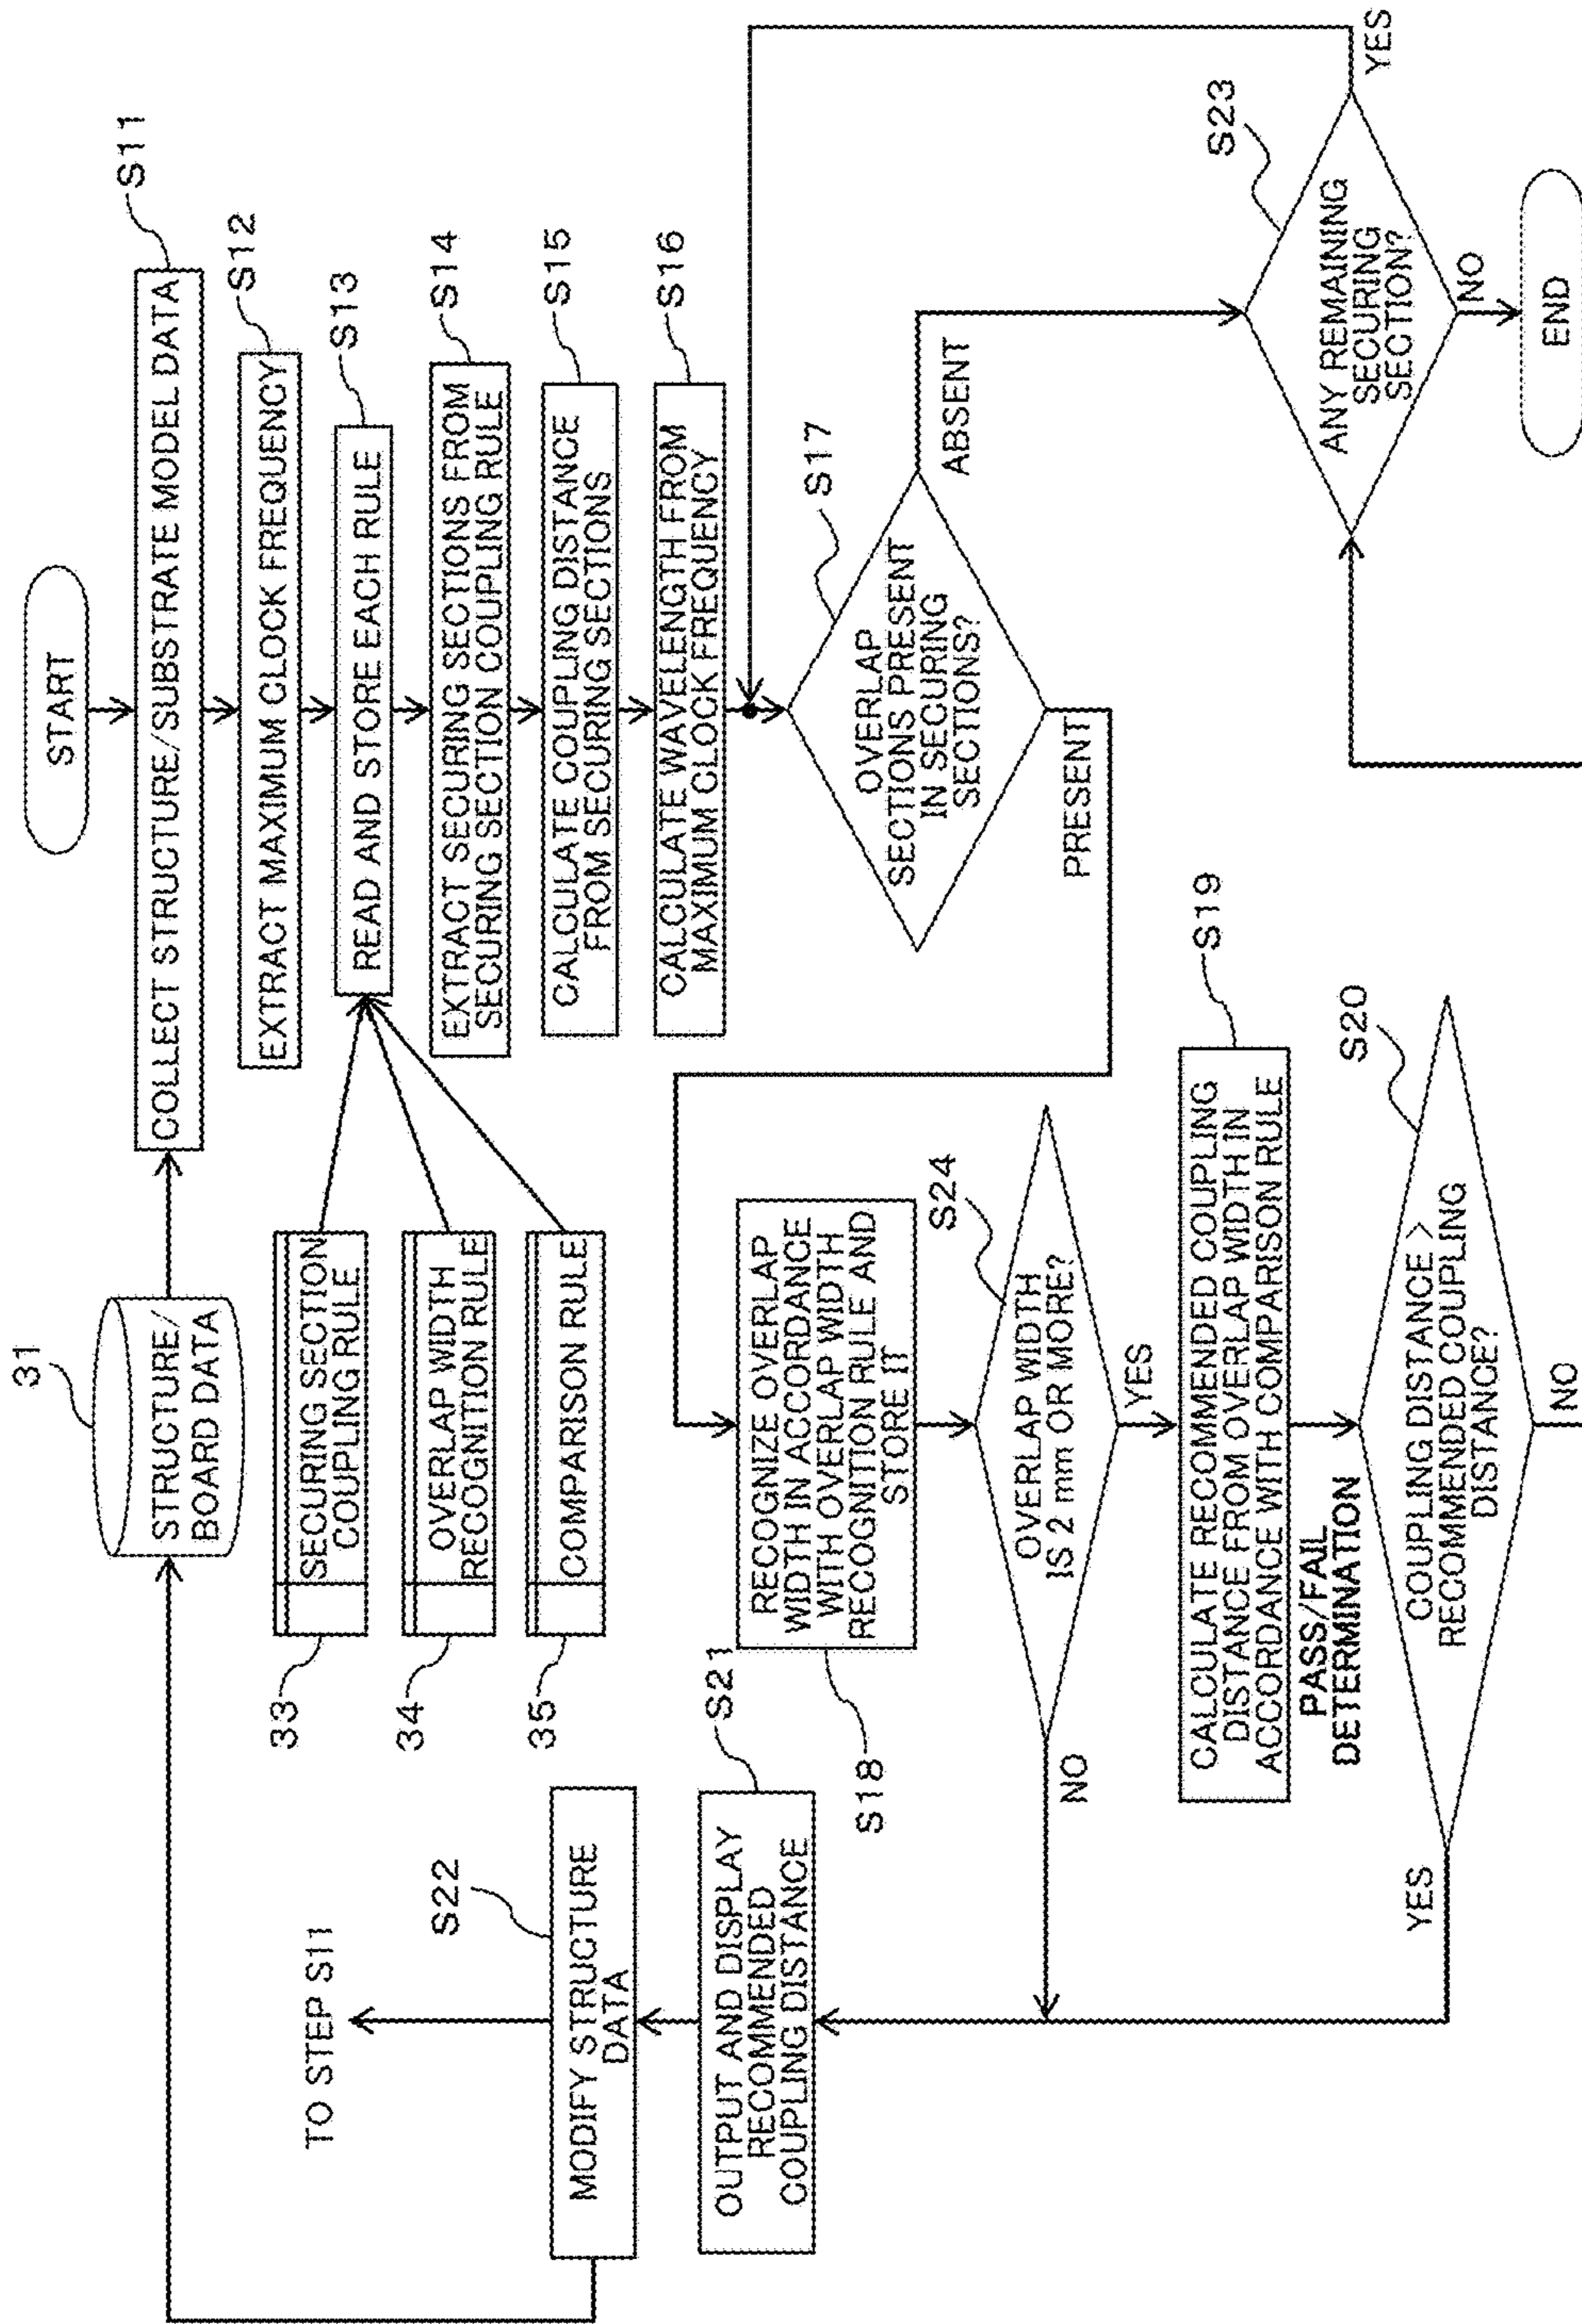 START
COLLECT STRUCTURE/SUBSTRATE MODEL DATA
S11
EXTRACT MAXIMUM CLOCK FREQUENCY
S12
READ AND STORE EACH RULE
S13
EXTRACT SECURING SECTIONS FROM
SECURING SECTION COUPLING RULE
S14
CALCULATE COUPLING DISTANCE
FROM SECURING SECTIONS
S15
CALCULATE WAVELENGTH FROM
MAXIMUM CLOCK FREQUENCY
S16
OVERLAP
SECTIONS PRESENT
IN SECURING
SECTIONS?
S17
ABSENT
PRESENT
ANY REMAINING
SECURING
SECTION?
S23
YES
NO
END
31
STRUCTURE/
BOARD DATA
SECURING SECTION
COUPLING RULE
33
OVERLAP WIDTH
RECOGNITION RULE
34
COMPARISON RULE
35
RECOGNIZE OVERLAP
WIDTH IN ACCORDANCE
WITH OVERLAP WIDTH
RECOGNITION RULE AND
STORE IT
S18
OVERLAP WIDTH
IS 2 mm OR MORE?
S24
NO
YES
CALCULATE RECOMMENDED COUPLING
DISTANCE FROM OVERLAP WIDTH IN
ACCORDANCE WITH COMPARISON RULE
S19
PASS/FAIL
DETERMINATION
COUPLING DISTANCE >
RECOMMENDED COUPLING
DISTANCE?
S20
YES
NO
OUTPUT AND DISPLAY
RECOMMENDED
COUPLING DISTANCE
S21
MODIFY STRUCTURE
DATA
S22
TO STEP S11